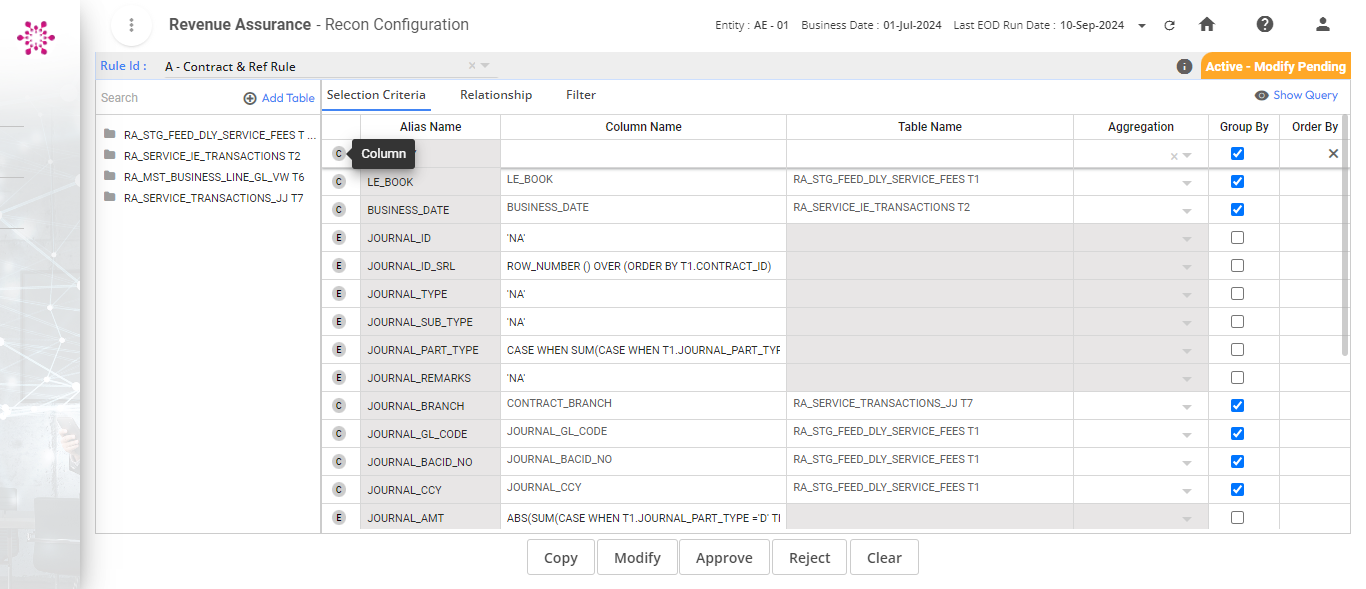 Revenue Assurance - Recon Configuration
Entity : AE - 01 Business Date : 01-Jul-2024 Last EOD Run Date : 10-Sep-2024
Rule Id : A - Contract & Ref Rule
Active - Modify Pending
Search Add Table
Selection Criteria Relationship Filter
Show Query
RA_STG_FEED_DLY_SERVICE_FEES T ...
RA_SERVICE_IE_TRANSACTIONS T2
RA_MST_BUSINESS_LINE_GL_VW T6
RA_SERVICE_TRANSACTIONS_JJ T7
Alias Name Column Name Table Name Aggregation Group By Order By
C Column
C LE_BOOK LE_BOOK RA_STG_FEED_DLY_SERVICE_FEES T1
C BUSINESS_DATE BUSINESS_DATE RA_SERVICE_IE_TRANSACTIONS T2
E JOURNAL_ID 'NA'
E JOURNAL_ID_SRL ROW_NUMBER () OVER (ORDER BY T1.CONTRACT_ID)
E JOURNAL_TYPE 'NA'
E JOURNAL_SUB_TYPE 'NA'
E JOURNAL_PART_TYPE CASE WHEN SUM(CASE WHEN T1.JOURNAL_PART_TYP
E JOURNAL_REMARKS 'NA'
C JOURNAL_BRANCH CONTRACT_BRANCH RA_SERVICE_TRANSACTIONS_JJ T7
C JOURNAL_GL_CODE JOURNAL_GL_CODE RA_STG_FEED_DLY_SERVICE_FEES T1
C JOURNAL_BACID_NO JOURNAL_BACID_NO RA_STG_FEED_DLY_SERVICE_FEES T1
C JOURNAL_CCY JOURNAL_CCY RA_STG_FEED_DLY_SERVICE_FEES T1
E JOURNAL_AMT ABS(SUM(CASE WHEN T1.JOURNAL_PART_TYPE ='D' TI
Copy Modify Approve Reject Clear